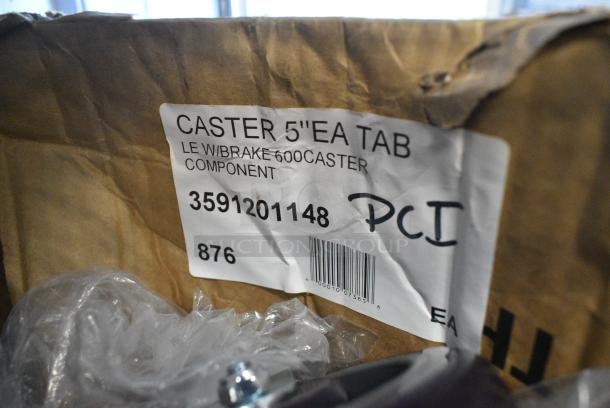 CASTER 5"EA TAB
LE W/BRAKE 600CASTER
COMPONENT
3591201148 PCI
876
EA